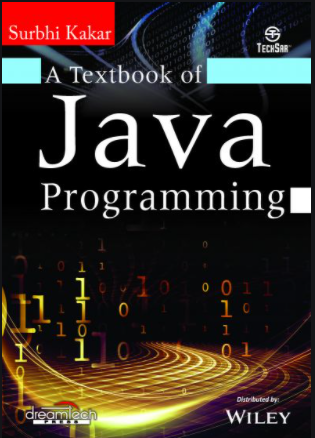 Surbhi Kakar
TECHSAR
A Textbook of
Java
Programming
dreamtech
PRESS
Distributed by:
WILEY